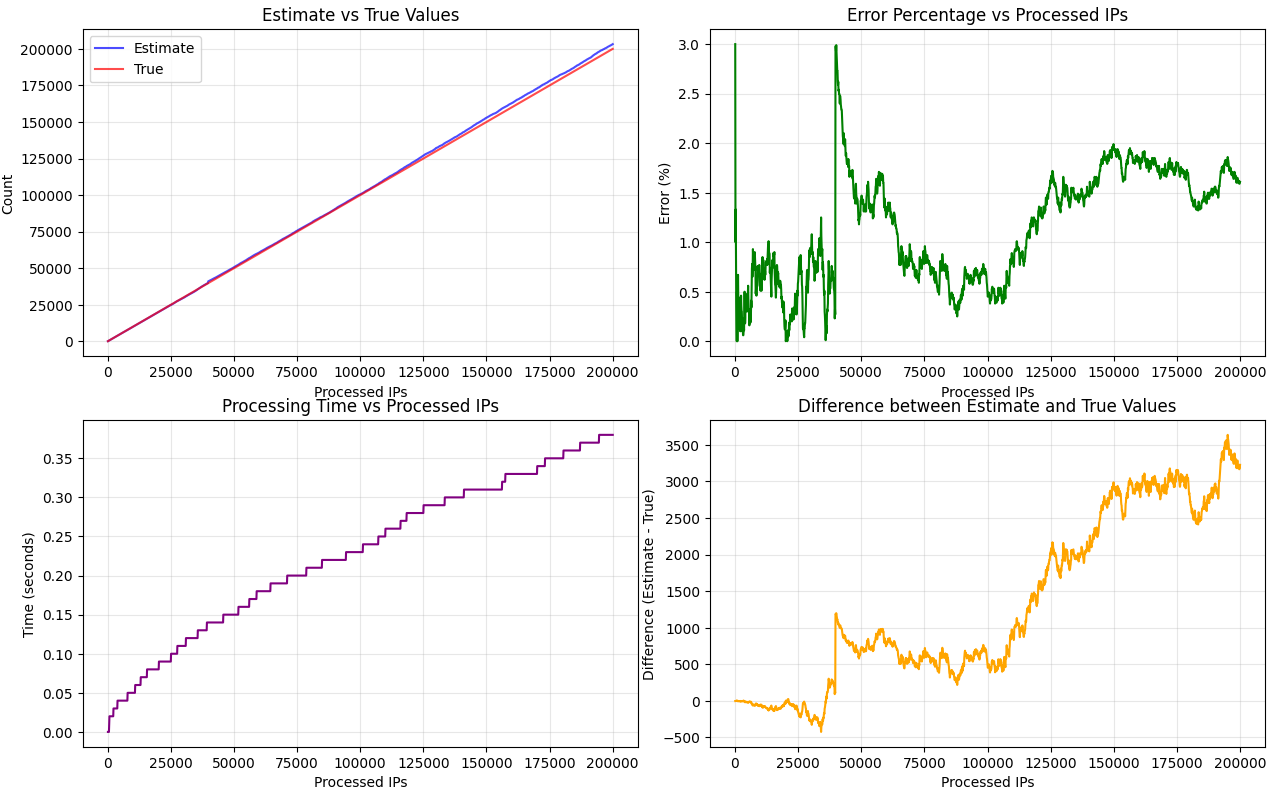 Estimate vs True Values
Estimate
True
200000
175000
150000
125000
100000
75000
50000
25000
0
Count
0 25000 50000 75000 100000 125000 150000 175000 200000
Processed IPs
Error Percentage vs Processed IPs
3.0
2.5
2.0
1.5
1.0
0.5
0.0
Error (%)
0 25000 50000 75000 100000 125000 150000 175000 200000
Processed IPs
Processing Time vs Processed IPs
0.35
0.30
0.25
0.20
0.15
0.10
0.05
0.00
Time (seconds)
0 25000 50000 75000 100000 125000 150000 175000 200000
Processed IPs
Difference between Estimate and True Values
3500
3000
2500
2000
1500
1000
500
0
−500
Difference (Estimate - True)
0 25000 50000 75000 100000 125000 150000 175000 200000
Processed IPs